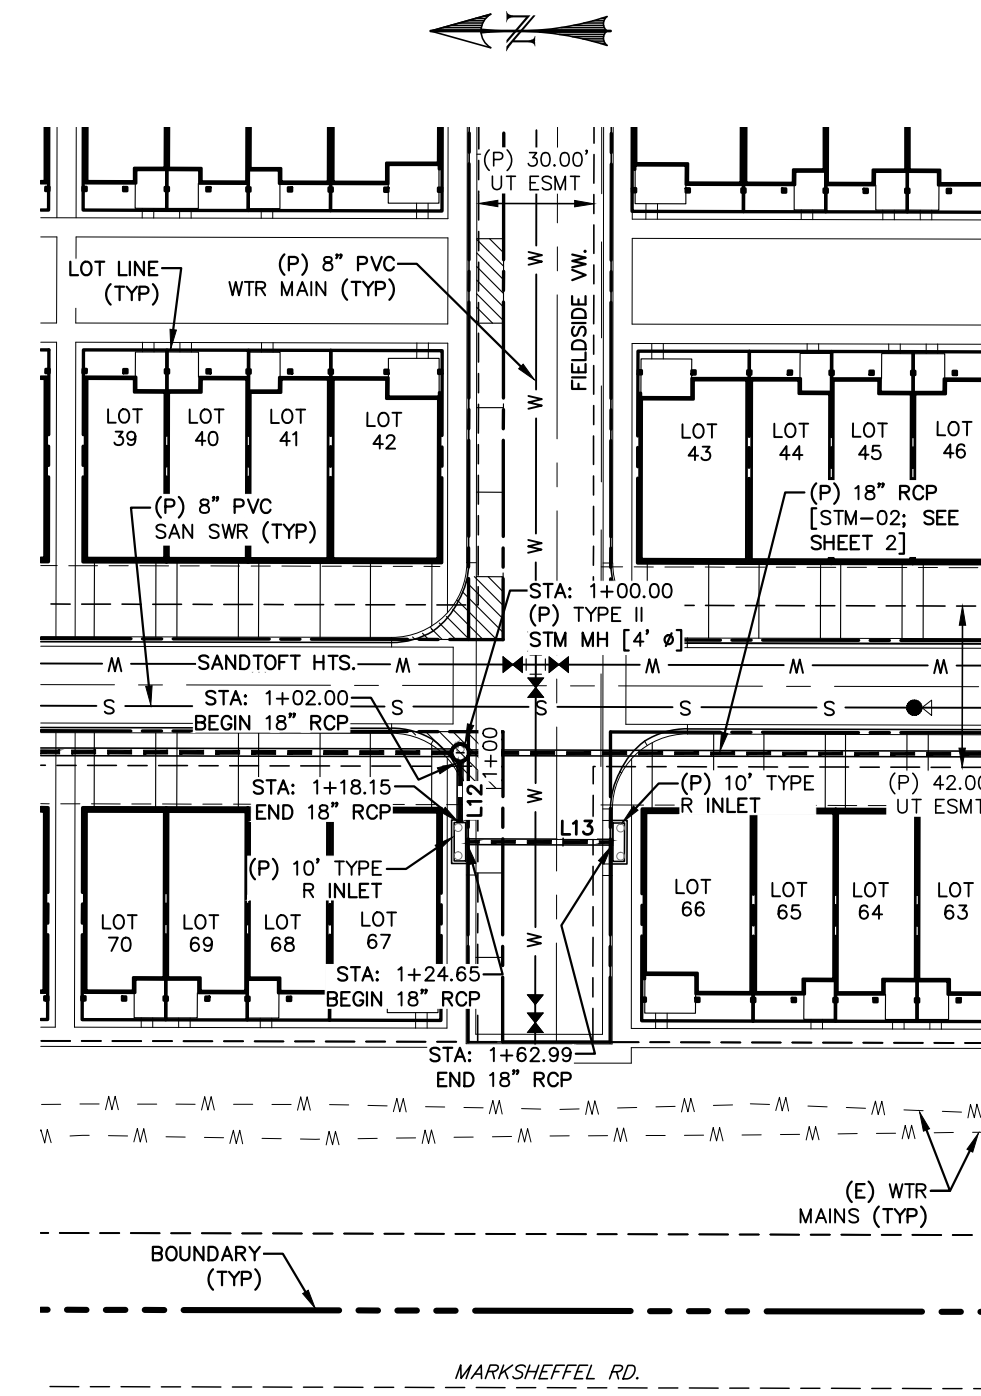 N
(P) 30.00'
UT ESMT
LOT LINE
(TYP)
(P) 8" PVC
WTR MAIN (TYP)
W
FIELDSIDE VW.
W
LOT
39
LOT
40
LOT
41
LOT
42
LOT
43
LOT
44
LOT
45
LOT
46
(P) 8" PVC
SAN SWR (TYP)
(P) 18" RCP
[STM-02; SEE
SHEET 2]
W
STA: 1+00.00
(P) TYPE II
STM MH [4' ø]
W
SANDTOFT HTS.
W
W
W
W
STA: 1+02.00
BEGIN 18" RCP
S
S
S
S
S
1+00
STA: 1+18.15
END 18" RCP
L12
W
(P) 10' TYPE
R INLET
(P) 42.00
UT ESMT
L13
(P) 10' TYPE
R INLET
LOT
70
LOT
69
LOT
68
LOT
67
W
LOT
66
LOT
65
LOT
64
LOT
63
STA: 1+24.65
BEGIN 18" RCP
STA: 1+62.99
END 18" RCP
W W W W W W W W W W
W W W W W W W W W W
(E) WTR
MAINS (TYP)
BOUNDARY
(TYP)
MARKSHEFFEL RD.